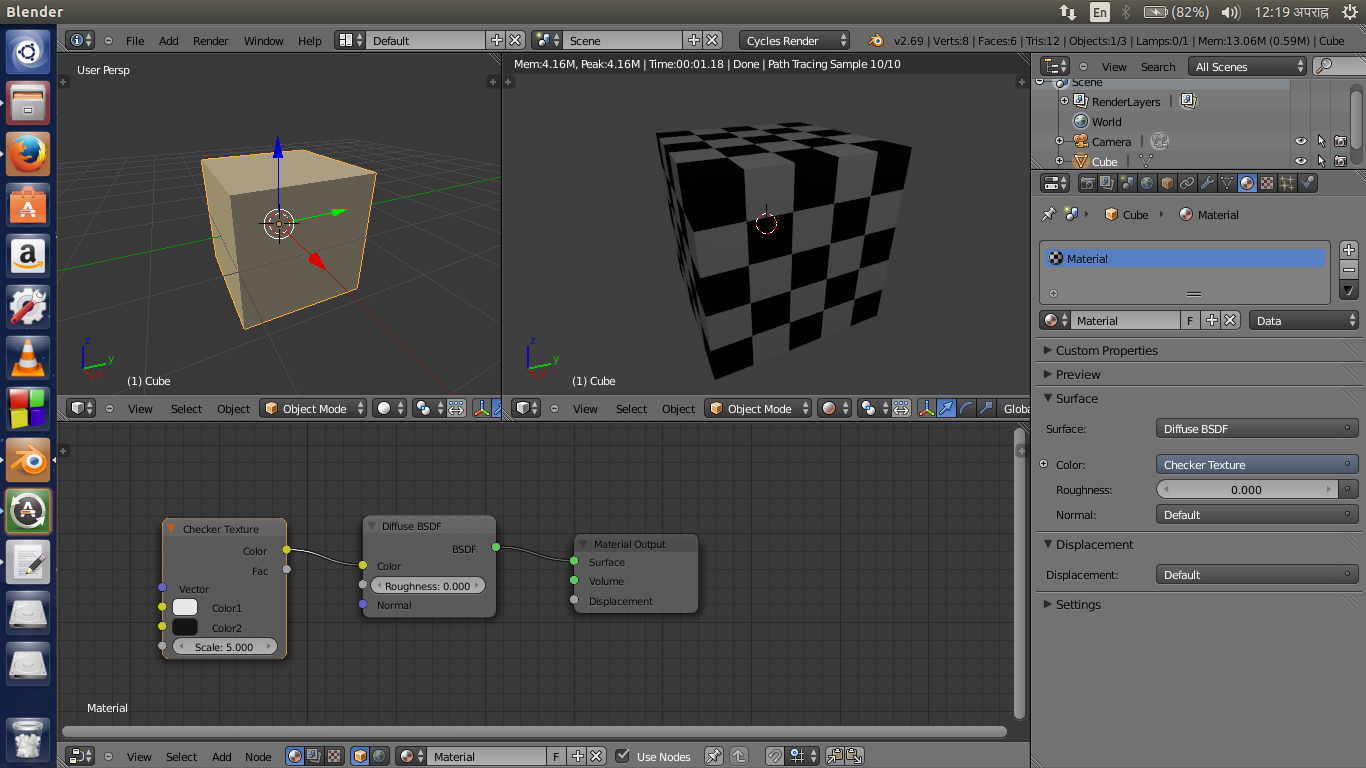 Blender
En
(82%)
12:19 अपराह्न
File Add Render Window Help
Default
Scene
Cycles Render
v2.69 | Verts:8 | Faces:6 | Tris:12 | Objects:1/3 | Lamps:0/1 | Mem:13.06M (0.59M) | Cube
User Persp
Mem:4.16M, Peak:4.16M | Time:00:01.18 | Done | Path Tracing Sample 10/10
View Search All Scenes
Scene
RenderLayers |
World
Camera |
Cube |
Cube
Material
Material
Material F Data
Custom Properties
Preview
Surface
Surface: Diffuse BSDF
Color: Checker Texture
Roughness: 0.000
Normal: Default
Displacement
Displacement: Default
Settings
z
y
x
(1) Cube
z
y
x
(1) Cube
View Select Object Object Mode
View Select Object Object Mode Globa
Checker Texture
Color
Fac
Vector
Color1
Color2
Scale: 5.000
Diffuse BSDF
BSDF
Color
Roughness: 0.000
Normal
Material Output
Surface
Volume
Displacement
Material
View Select Add Node Material F Use Nodes